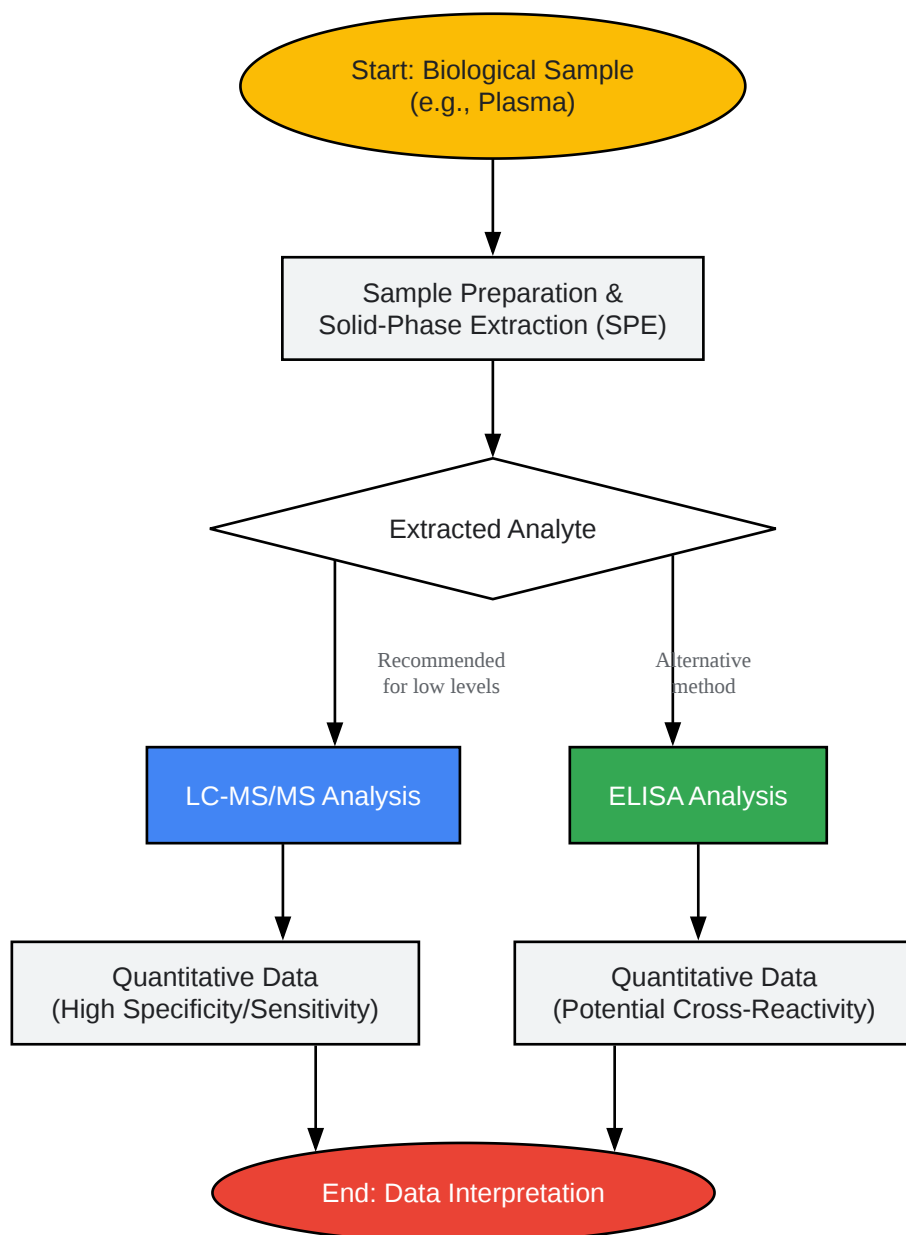 Start: Biological Sample
(e.g., Plasma)
Sample Preparation &
Solid-Phase Extraction (SPE)
Extracted Analyte
Recommended
for low levels
Alternative
method
LC-MS/MS Analysis
ELISA Analysis
Quantitative Data
(High Specificity/Sensitivity)
Quantitative Data
(Potential Cross-Reactivity)
End: Data Interpretation